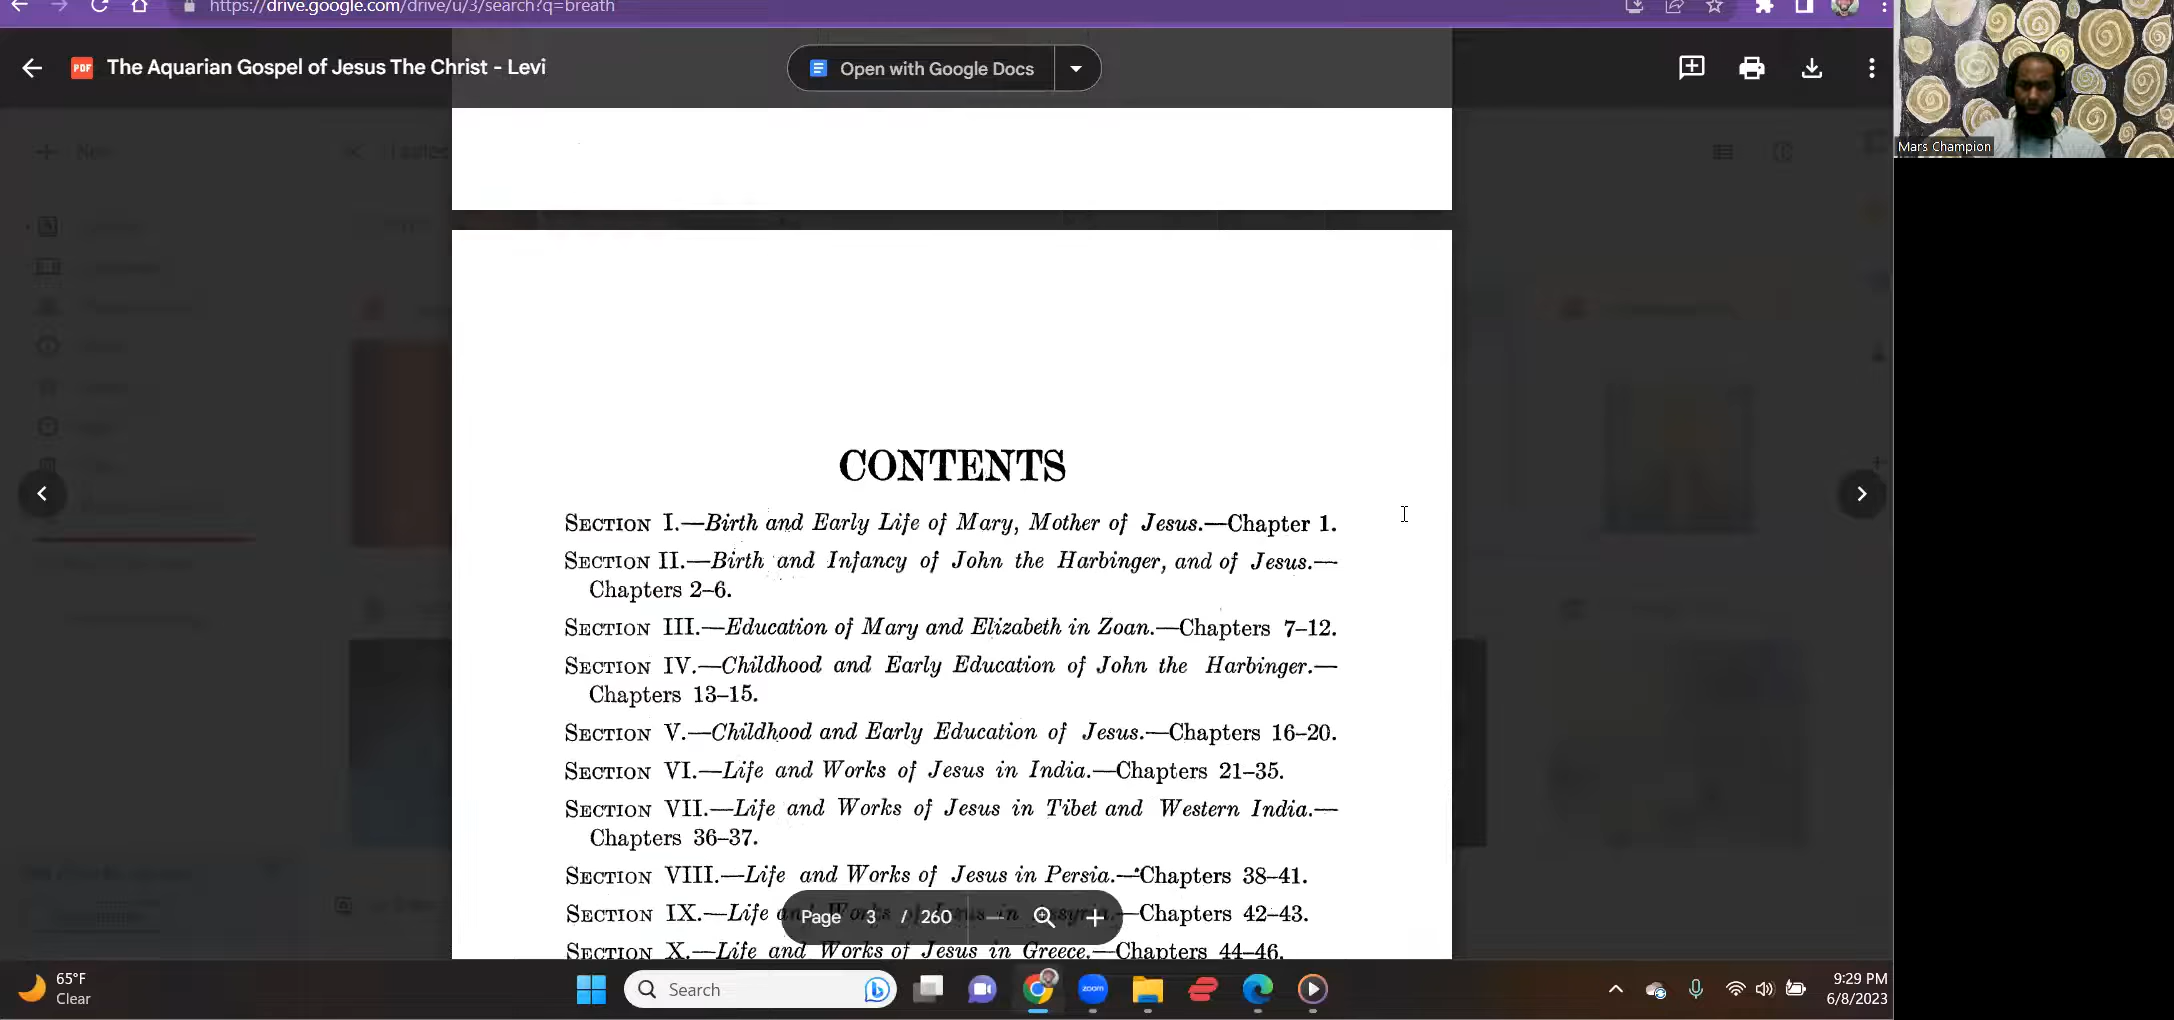 https://drive.google.com/drive/u/3/search?q=breath
PDF
The Aquarian Gospel of Jesus The Christ - Levi
Open with Google Docs
Mars Champion
CONTENTS
SECTION I.—Birth and Early Life of Mary, Mother of Jesus.—Chapter 1.
SECTION II.—Birth and Infancy of John the Harbinger, and of Jesus.—
Chapters 2–6.
SECTION III.—Education of Mary and Elizabeth in Zoan.—Chapters 7–12.
SECTION IV.—Childhood and Early Education of John the Harbinger.—
Chapters 13–15.
SECTION V.—Childhood and Early Education of Jesus.—Chapters 16–20.
SECTION VI.—Life and Works of Jesus in India.—Chapters 21–35.
SECTION VII.—Life and Works of Jesus in Tibet and Western India.—
Chapters 36–37.
SECTION VIII.—Life and Works of Jesus in Persia.—Chapters 38–41.
SECTION IX.—Life and Works of Jesus in Assyria.—Chapters 42–43.
Page 3 / 260
SECTION X.—Life and Works of Jesus in Greece.—Chapters 44–46.
65°F
Clear
Search
zoom
9:29 PM
6/8/2023